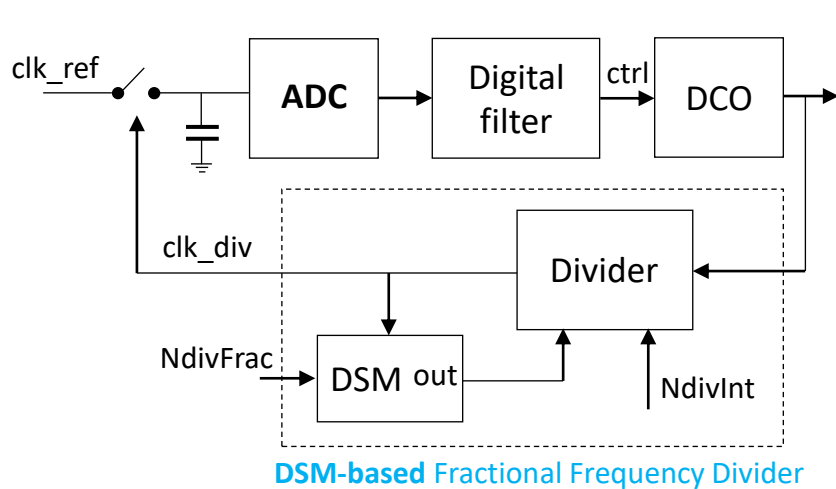 clk_ref
ADC
Digital
filter
ctrl
DCO
clk_div
Divider
NdivFrac
DSM out
NdivInt
DSM-based Fractional Frequency Divider